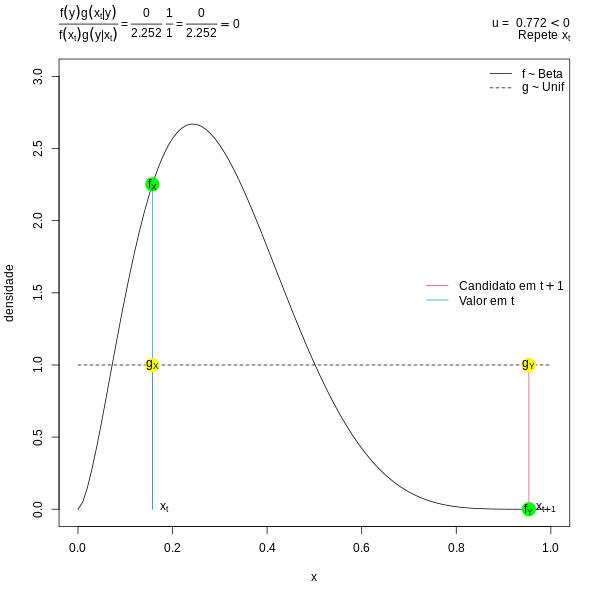 f(y)g(xₜ|y) / f(xₜ)g(y|xₜ) = 0/2.252 1/1 = 0/2.252 = 0
u = 0.772 < 0
Repete xₜ
f ~ Beta
g ~ Unif
Candidato em t + 1
Valor em t
densidade
3.0
2.5
2.0
1.5
1.0
0.5
0.0
fX
gX
gY
fY
xₜ
xₜ₊₁
0.0 0.2 0.4 0.6 0.8 1.0
x